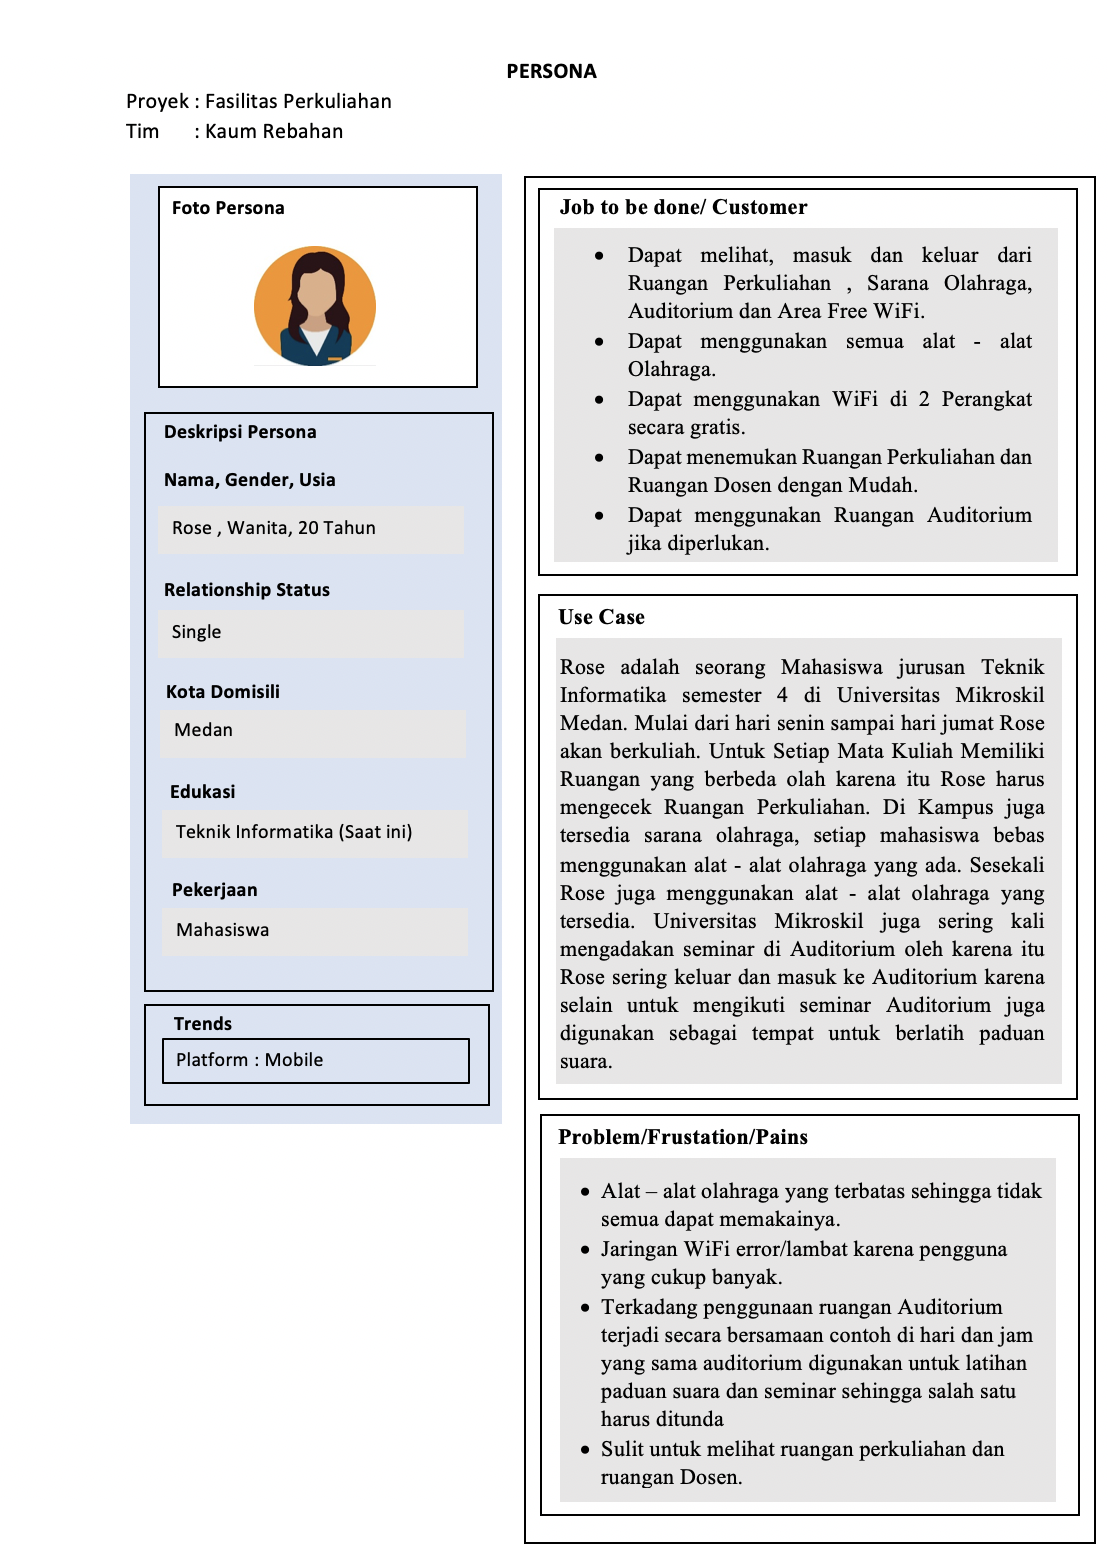 PERSONA
Proyek : Fasilitas Perkuliahan
Tim : Kaum Rebahan
Foto Persona
Deskripsi Persona
Nama, Gender, Usia
Rose , Wanita, 20 Tahun
Relationship Status
Single
Kota Domisili
Medan
Edukasi
Teknik Informatika (Saat ini)
Pekerjaan
Mahasiswa
Trends
Platform : Mobile
Job to be done/ Customer
• Dapat melihat, masuk dan keluar dari
Ruangan Perkuliahan , Sarana Olahraga,
Auditorium dan Area Free WiFi.
• Dapat menggunakan semua alat - alat
Olahraga.
• Dapat menggunakan WiFi di 2 Perangkat
secara gratis.
• Dapat menemukan Ruangan Perkuliahan dan
Ruangan Dosen dengan Mudah.
• Dapat menggunakan Ruangan Auditorium
jika diperlukan.
Use Case
Rose adalah seorang Mahasiswa jurusan Teknik
Informatika semester 4 di Universitas Mikroskil
Medan. Mulai dari hari senin sampai hari jumat Rose
akan berkuliah. Untuk Setiap Mata Kuliah Memiliki
Ruangan yang berbeda olah karena itu Rose harus
mengecek Ruangan Perkuliahan. Di Kampus juga
tersedia sarana olahraga, setiap mahasiswa bebas
menggunakan alat - alat olahraga yang ada. Sesekali
Rose juga menggunakan alat - alat olahraga yang
tersedia. Universitas Mikroskil juga sering kali
mengadakan seminar di Auditorium oleh karena itu
Rose sering keluar dan masuk ke Auditorium karena
selain untuk mengikuti seminar Auditorium juga
digunakan sebagai tempat untuk berlatih paduan
suara.
Problem/Frustation/Pains
• Alat – alat olahraga yang terbatas sehingga tidak
semua dapat memakainya.
• Jaringan WiFi error/lambat karena pengguna
yang cukup banyak.
• Terkadang penggunaan ruangan Auditorium
terjadi secara bersamaan contoh di hari dan jam
yang sama auditorium digunakan untuk latihan
paduan suara dan seminar sehingga salah satu
harus ditunda
• Sulit untuk melihat ruangan perkuliahan dan
ruangan Dosen.